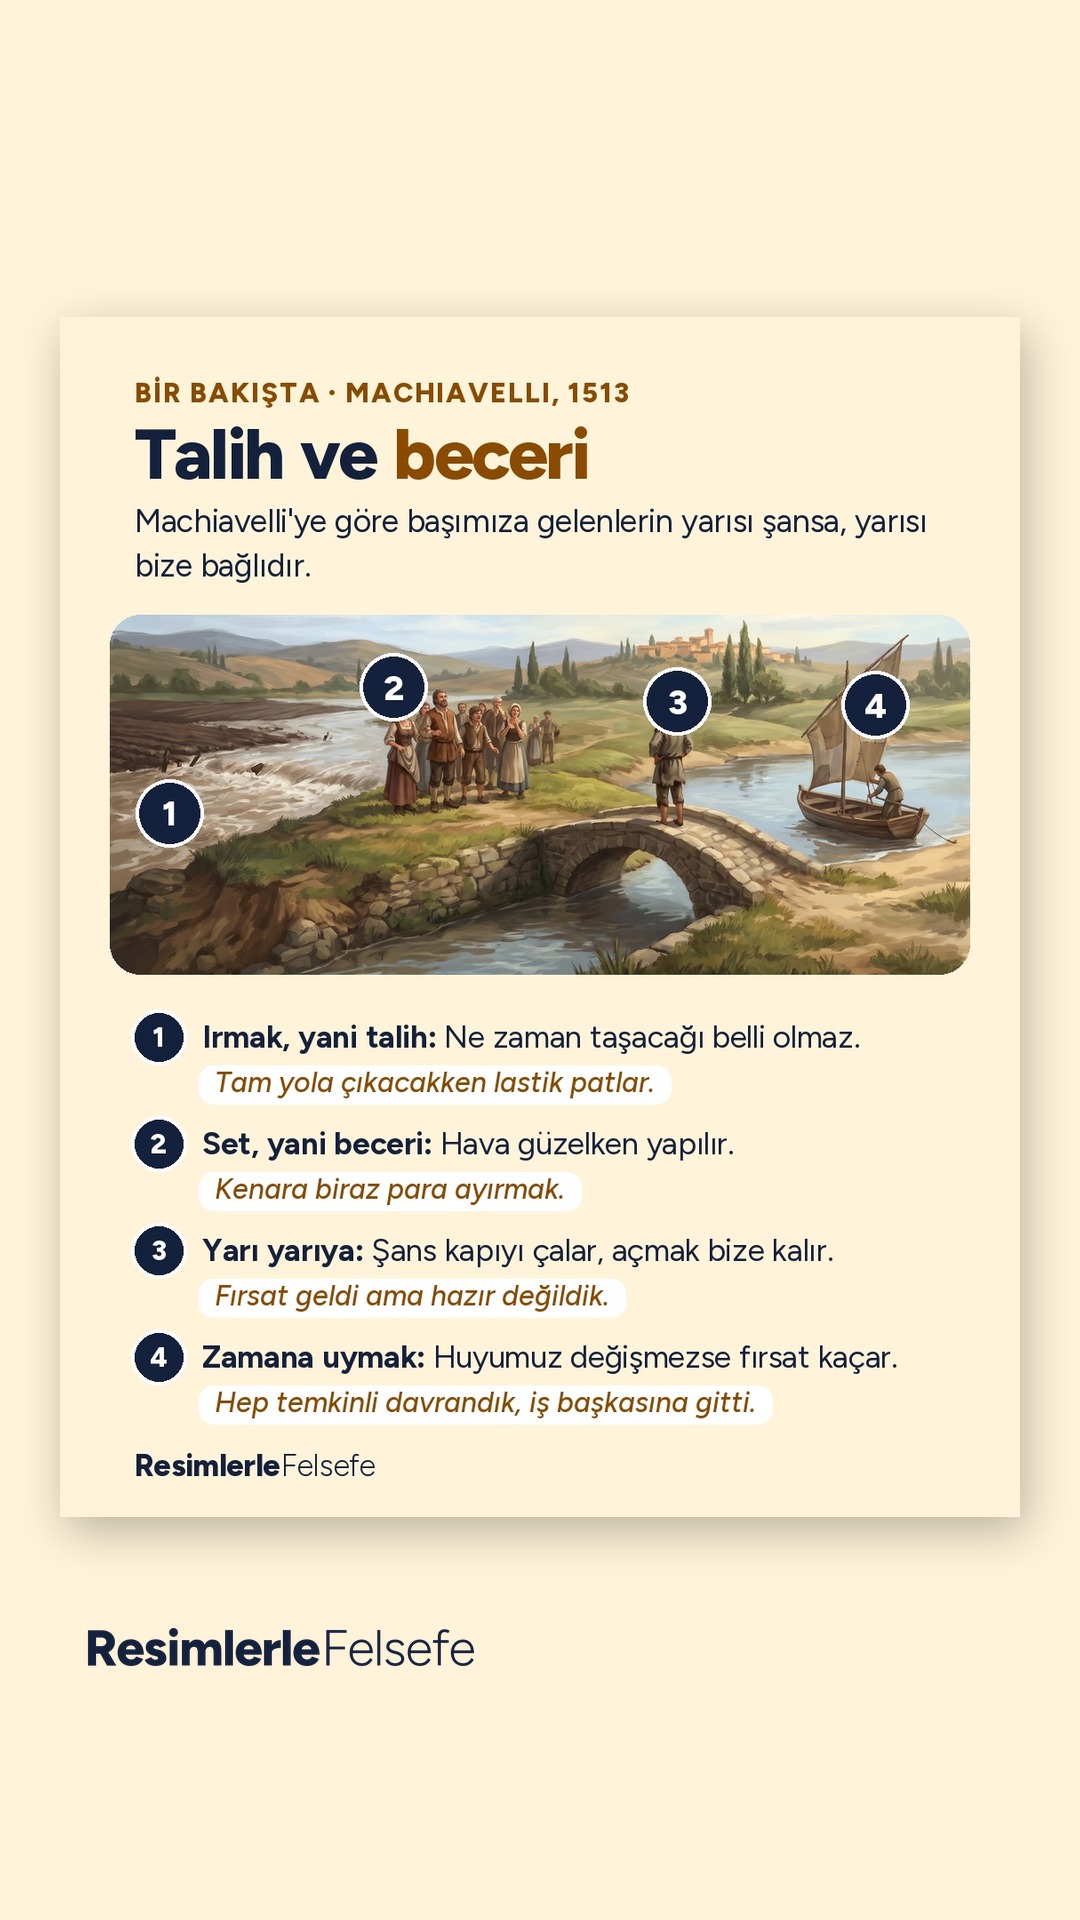 BİR BAKIŞTA · MACHIAVELLI, 1513
Talih ve beceri
Machiavelli'ye göre başımıza gelenlerin yarısı şansa, yarısı
bize bağlıdır.
2
3
4
1
1 Irmak, yani talih: Ne zaman taşacağı belli olmaz.
Tam yola çıkacakken lastik patlar.
2 Set, yani beceri: Hava güzelken yapılır.
Kenara biraz para ayırmak.
3 Yarı yarıya: Şans kapıyı çalar, açmak bize kalır.
Fırsat geldi ama hazır değildik.
4 Zamana uymak: Huyumuz değişmezse fırsat kaçar.
Hep temkinli davrandık, iş başkasına gitti.
ResimlerleFelsefe
ResimlerleFelsefe